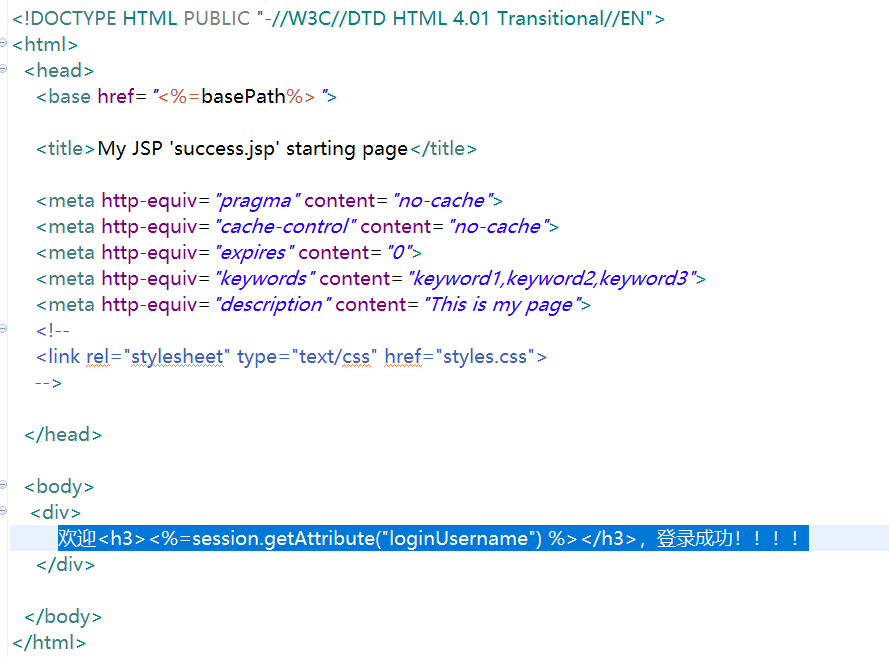 <!DOCTYPE HTML PUBLIC "-//W3C//DTD HTML 4.01 Transitional//EN">
<html>
<head>
<base href="<%=basePath%>">
<title>My JSP 'success.jsp' starting page</title>
<meta http-equiv="pragma" content="no-cache">
<meta http-equiv="cache-control" content="no-cache">
<meta http-equiv="expires" content="0">
<meta http-equiv="keywords" content="keyword1,keyword2,keyword3">
<meta http-equiv="description" content="This is my page">
<!--
<link rel="stylesheet" type="text/css" href="styles.css">
-->
</head>
<body>
<div>
欢迎<h3><%=session.getAttribute("loginUsername") %></h3>，登录成功！！！！
</div>
</body>
</html>